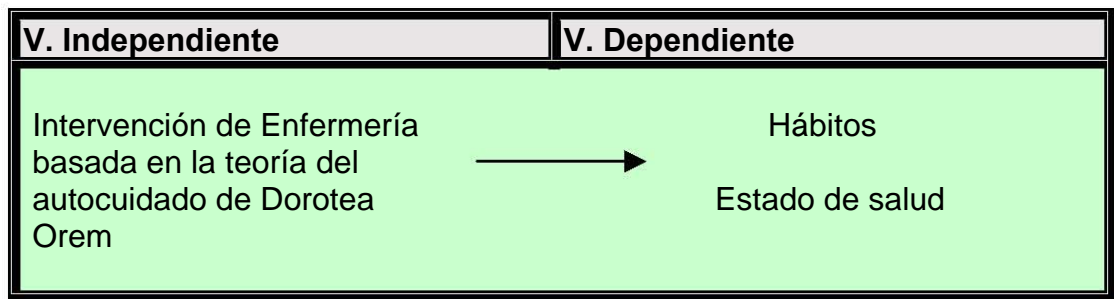 V. Independiente
V. Dependiente
Intervención de Enfermería
basada en la teoría del
autocuidado de Dorotea
Orem
Hábitos
Estado de salud